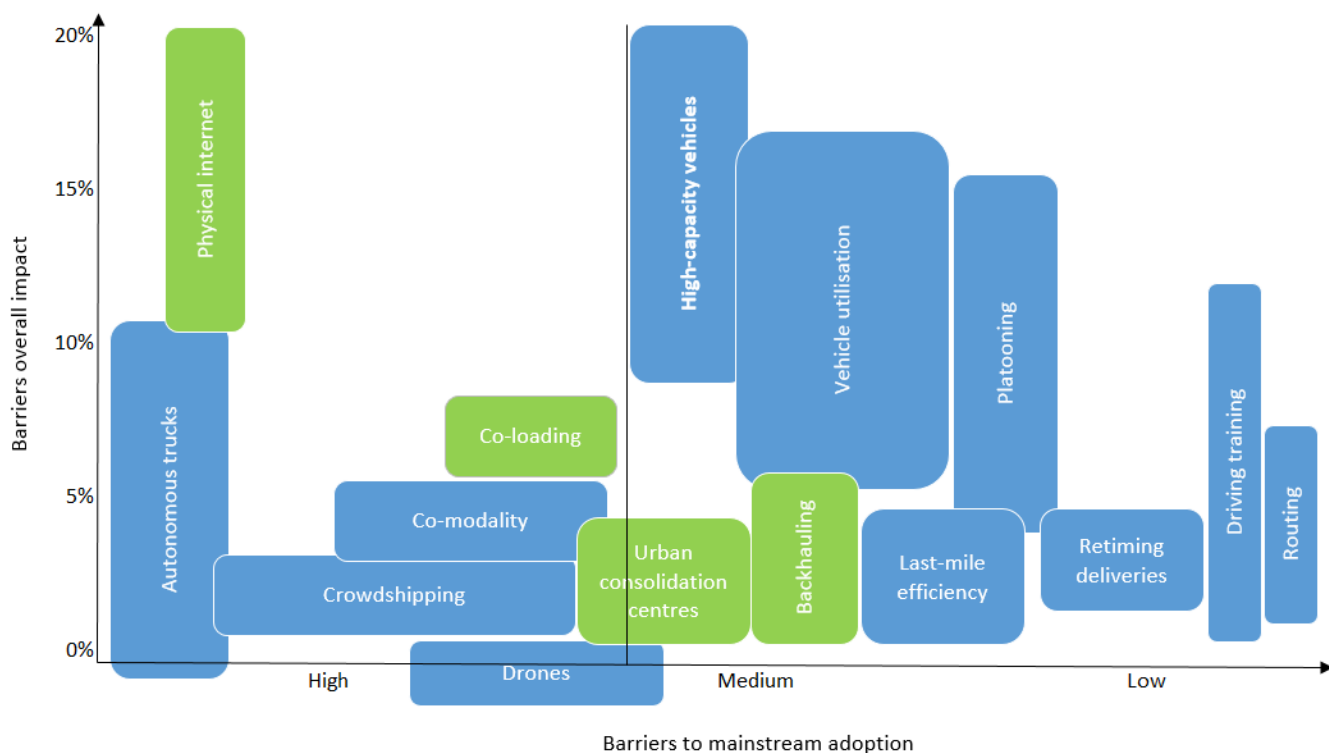 20%
15%
10%
5%
0%
Barriers overall impact
Physical internet
Autonomous trucks
Co-loading
Co-modality
Crowdshipping
Drones
Urban
consolidation
centres
High-capacity vehicles
Vehicle utilisation
Backhauling
Platooning
Last-mile
efficiency
Retiming
deliveries
Driving training
Routing
High
Medium
Low
Barriers to mainstream adoption